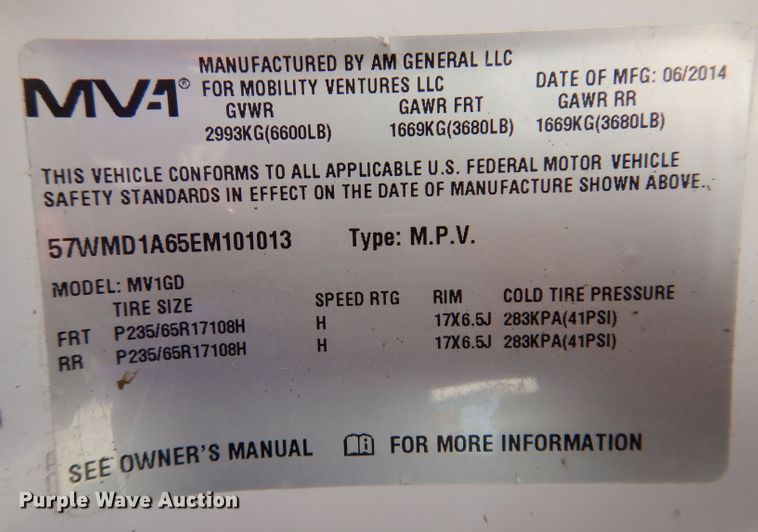 MV-1®
MANUFACTURED BY AM GENERAL LLC
FOR MOBILITY VENTURES LLC
DATE OF MFG: 06/2014
GVWR GAWR FRT GAWR RR
2993KG(6600LB) 1669KG(3680LB) 1669KG(3680LB)
THIS VEHICLE CONFORMS TO ALL APPLICABLE U.S. FEDERAL MOTOR VEHICLE
SAFETY STANDARDS IN EFFECT ON THE DATE OF MANUFACTURE SHOWN ABOVE.
57WMD1A65EM101013 Type: M.P.V.
MODEL: MV1GD
TIRE SIZE SPEED RTG RIM COLD TIRE PRESSURE
FRT P235/65R17108H H 17X6.5J 283KPA(41PSI)
RR P235/65R17108H H 17X6.5J 283KPA(41PSI)
SEE OWNER'S MANUAL FOR MORE INFORMATION
Purple Wave Auction